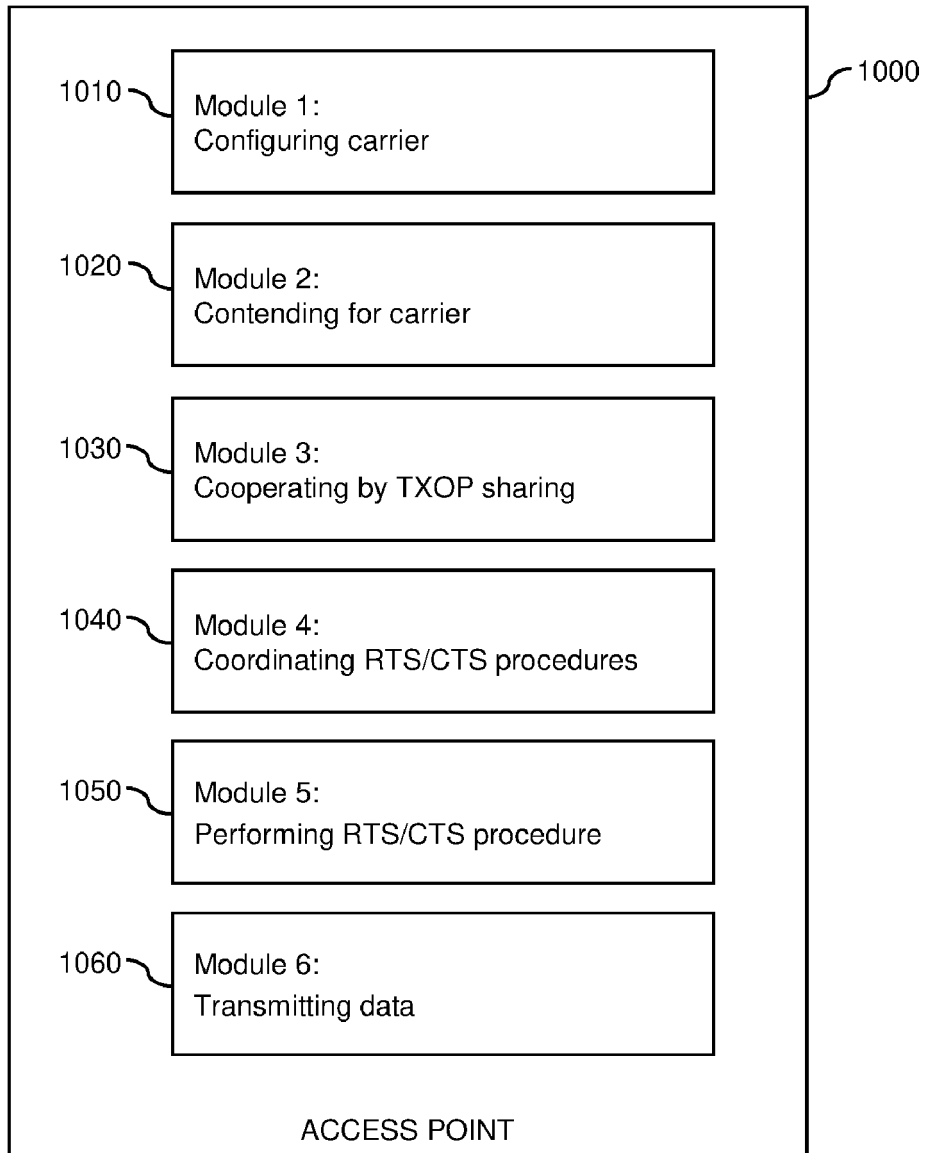 1000
1010
Module 1:
Configuring carrier
1020
Module 2:
Contending for carrier
1030
Module 3:
Cooperating by TXOP sharing
1040
Module 4:
Coordinating RTS/CTS procedures
1050
Module 5:
Performing RTS/CTS procedure
1060
Module 6:
Transmitting data
ACCESS POINT